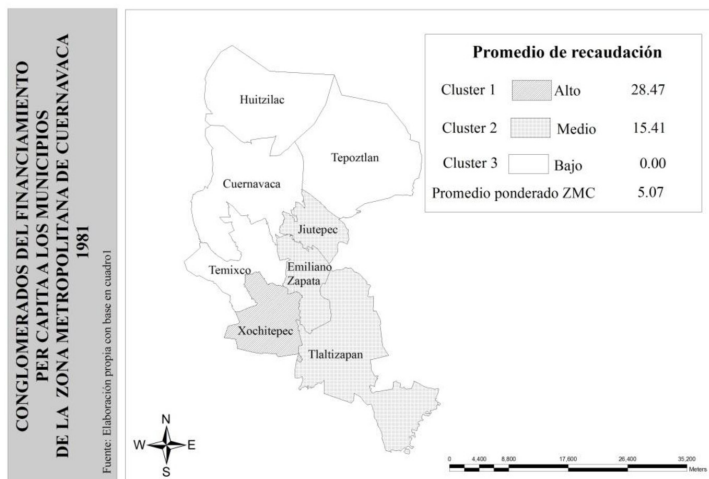 CONGLOMERADOS DEL FINANCIAMIENTO
PER CAPITA A LOS MUNICIPIOS
DE LA ZONA METROPOLITANA DE CUERNAVACA
1981
Fuente: Elaboración propia con base en cuadro1
Promedio de recaudación
Cluster 1 Alto 28.47
Cluster 2 Medio 15.41
Cluster 3 Bajo 0.00
Promedio ponderado ZMC 5.07
Huitzilac
Tepoztlan
Cuernavaca
Jiutepec
Temixco
Emiliano
Zapata
Xochitepec
Tlaltizapan
N
W E
S
0 4,400 8,800 17,600 26,400 35,200
Meters